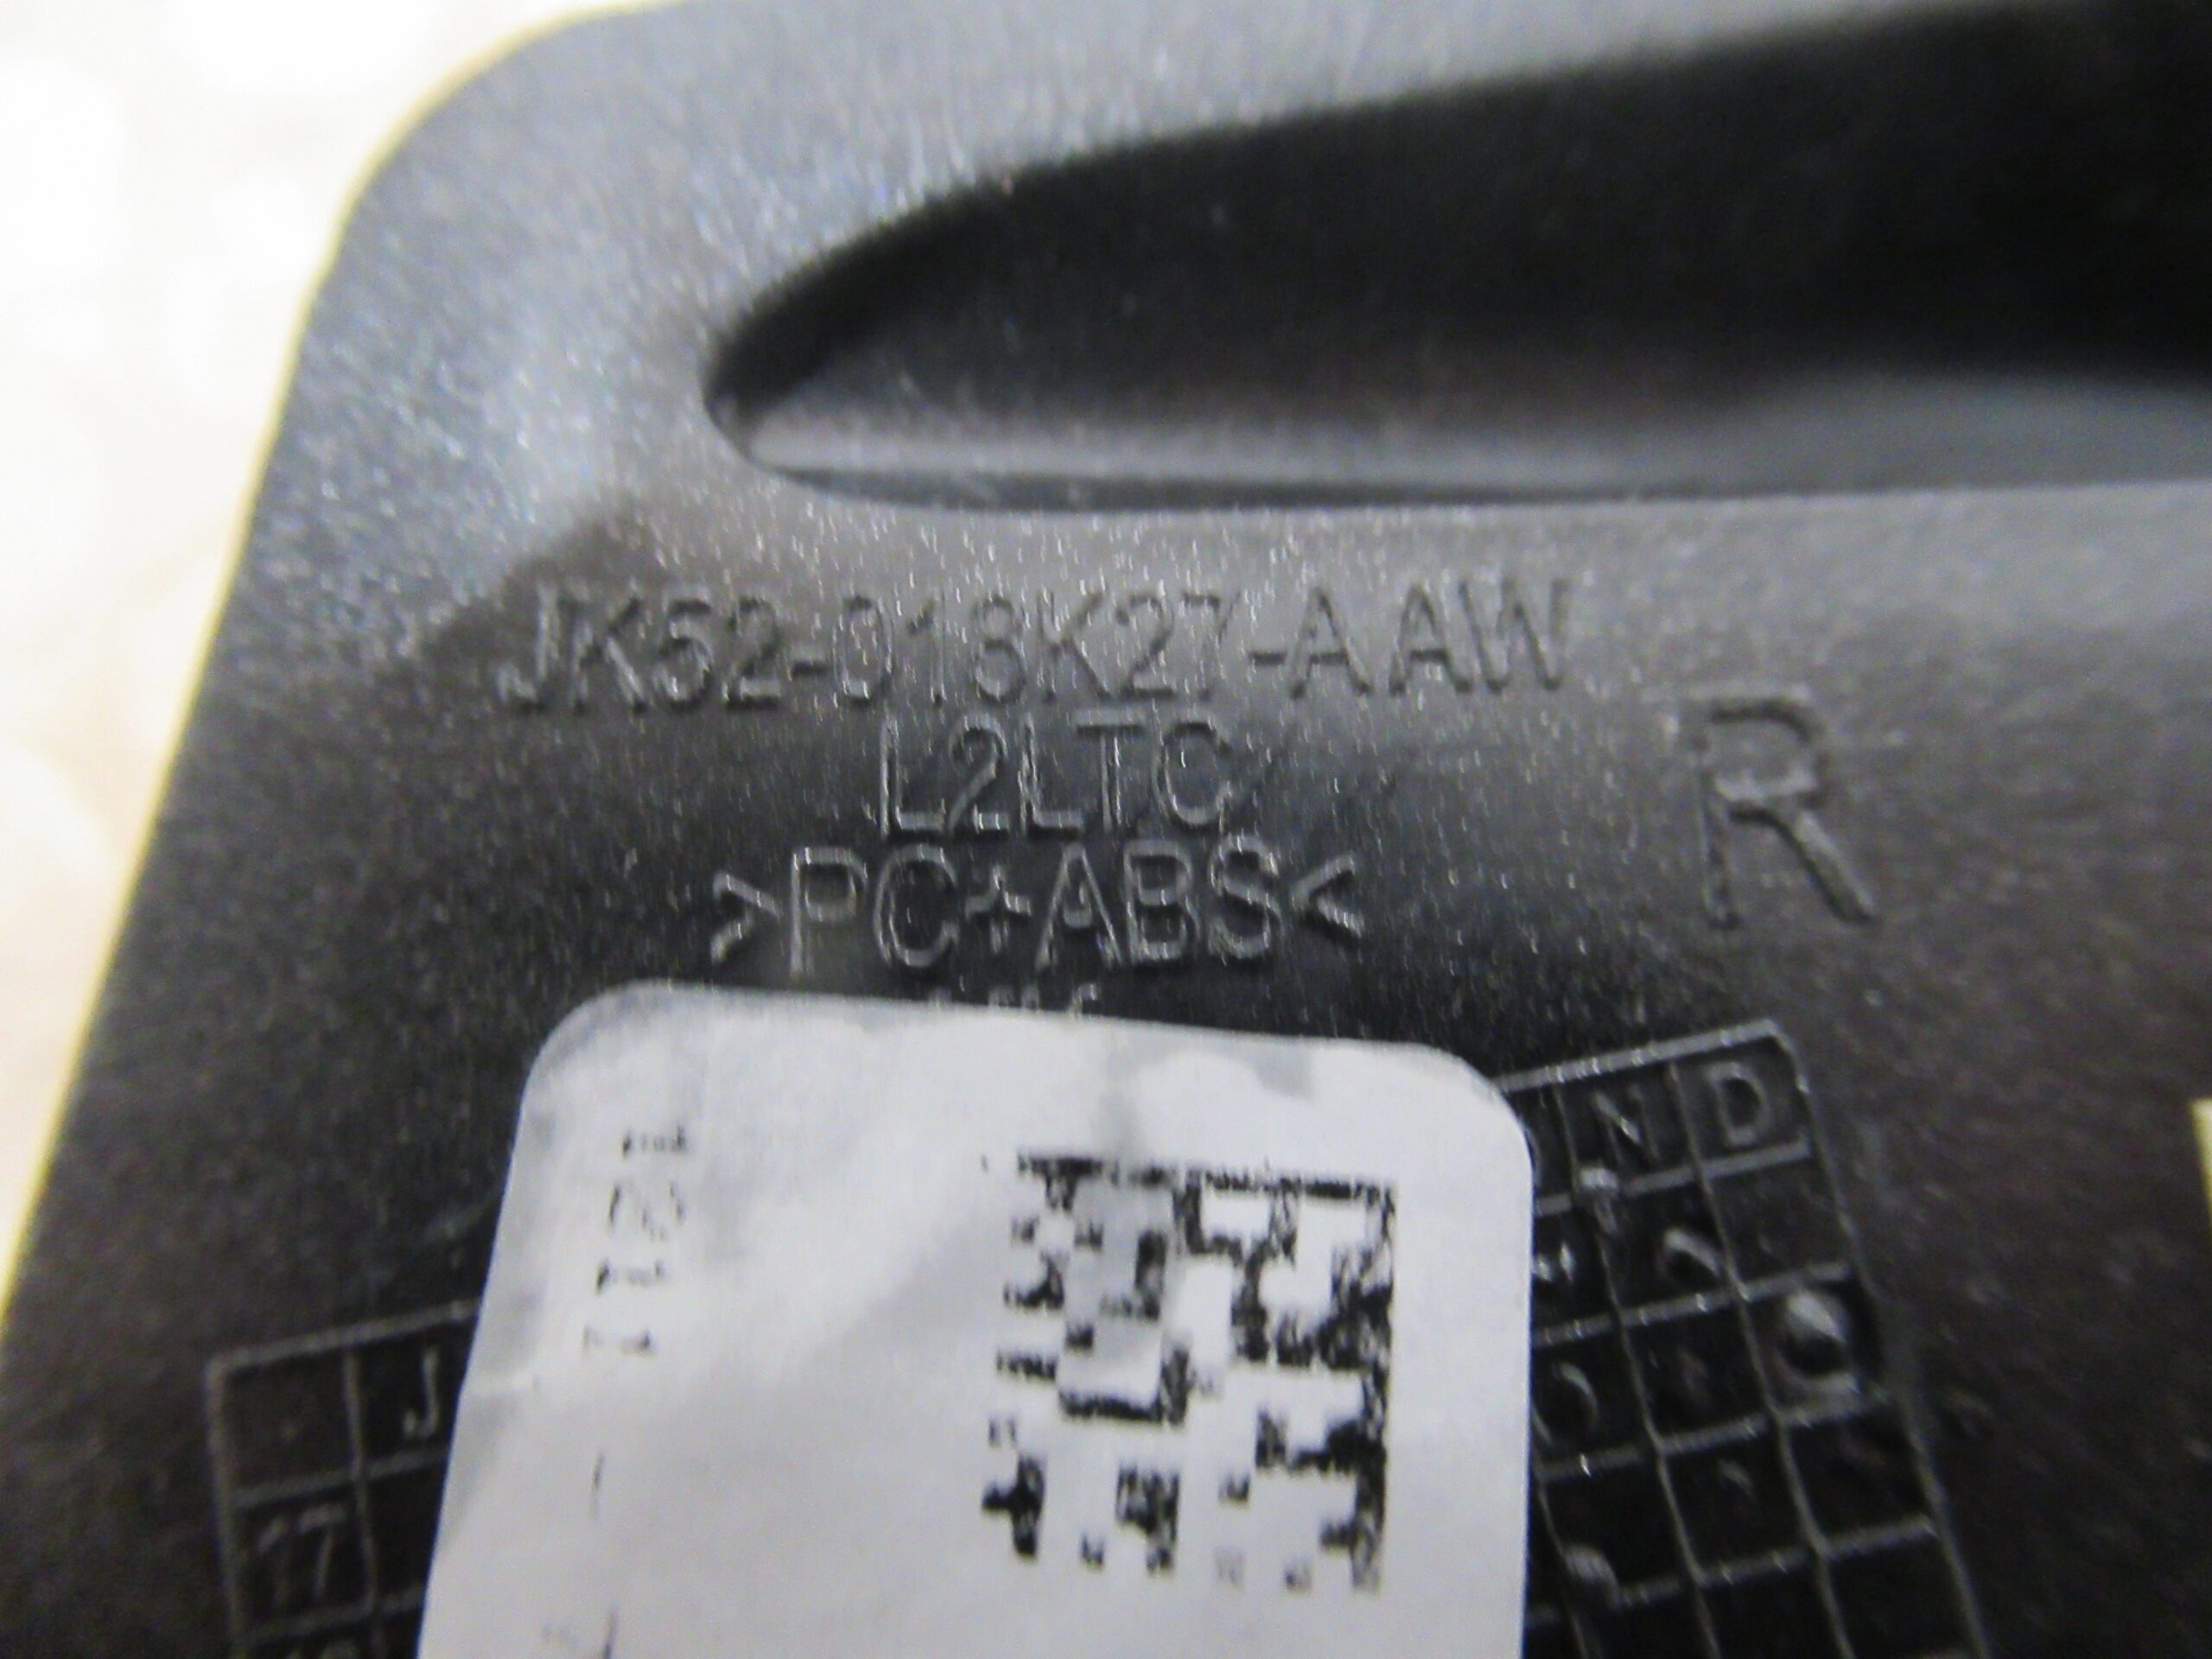 JK52-018K27-AAW
L2LTC
R
>PC+ABS<
N D
J
17